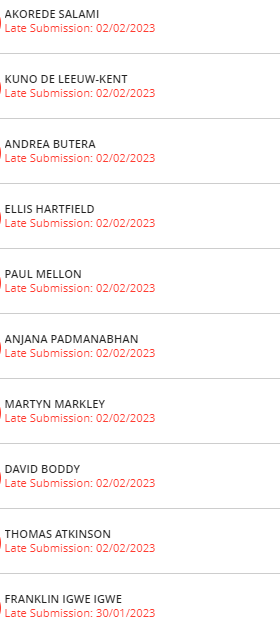 AKOREDE SALAMI
Late Submission: 02/02/2023
KUNO DE LEEUW-KENT
Late Submission: 02/02/2023
ANDREA BUTERA
Late Submission: 02/02/2023
ELLIS HARTFIELD
Late Submission: 02/02/2023
PAUL MELLON
Late Submission: 02/02/2023
ANJANA PADMANABHAN
Late Submission: 02/02/2023
MARTYN MARKLEY
Late Submission: 02/02/2023
DAVID BODDY
Late Submission: 02/02/2023
THOMAS ATKINSON
Late Submission: 02/02/2023
FRANKLIN IGWE IGWE
Late Submission: 30/01/2023